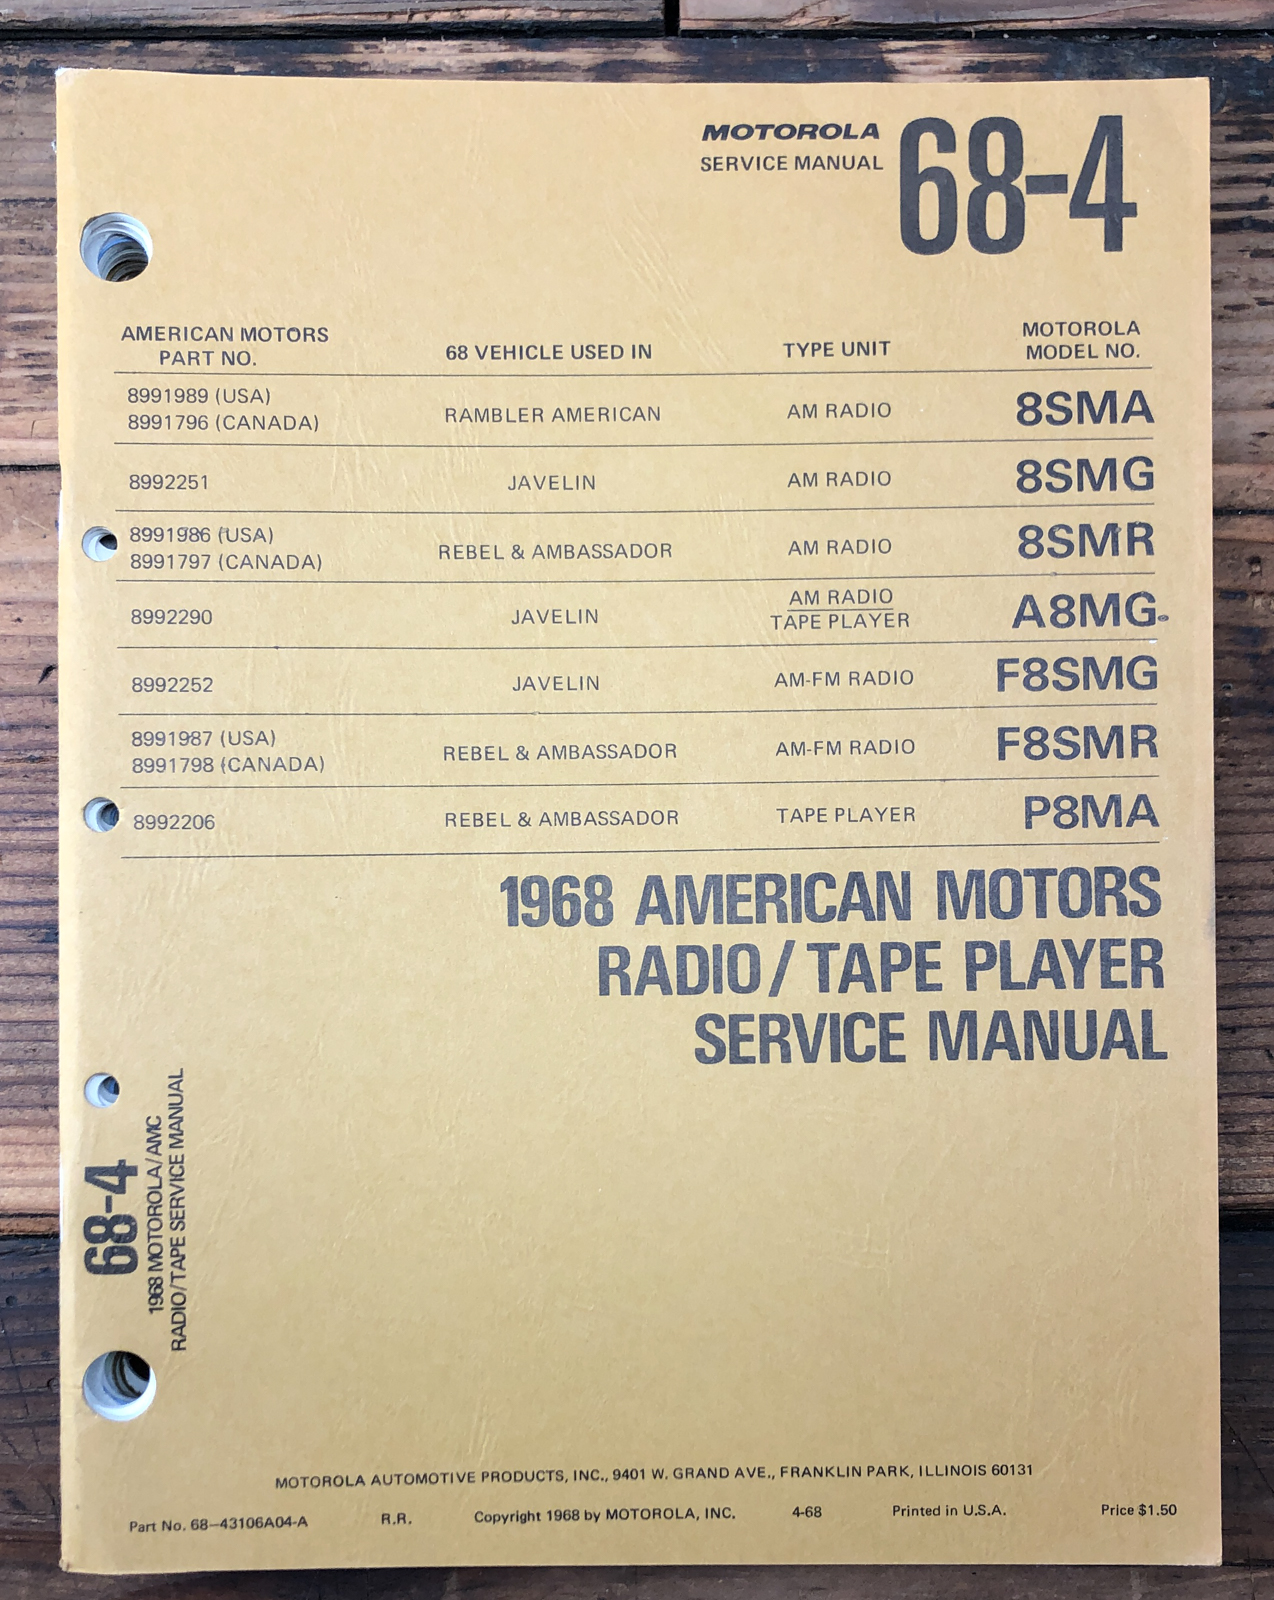 MOTOROLA
SERVICE MANUAL
68-4
AMERICAN MOTORS
PART NO.
68 VEHICLE USED IN
TYPE UNIT
MOTOROLA
MODEL NO.
8991989 (USA)
8991796 (CANADA)
RAMBLER AMERICAN
AM RADIO
8SMA
8992251
JAVELIN
AM RADIO
8SMG
8991986 (USA)
8991797 (CANADA)
REBEL & AMBASSADOR
AM RADIO
8SMR
8992290
JAVELIN
AM RADIO
TAPE PLAYER
A8MG
8992252
JAVELIN
AM-FM RADIO
F8SMG
8991987 (USA)
8991798 (CANADA)
REBEL & AMBASSADOR
AM-FM RADIO
F8SMR
8992206
REBEL & AMBASSADOR
TAPE PLAYER
P8MA
1968 AMERICAN MOTORS
RADIO/TAPE PLAYER
SERVICE MANUAL
68-4
1968 MOTOROLA/AMC
RADIO/TAPE SERVICE MANUAL
MOTOROLA AUTOMOTIVE PRODUCTS, INC., 9401 W. GRAND AVE., FRANKLIN PARK, ILLINOIS 60131
Part No. 68–43106A04-A R.R. Copyright 1968 by MOTOROLA, INC. 4-68 Printed in U.S.A. Price $1.50